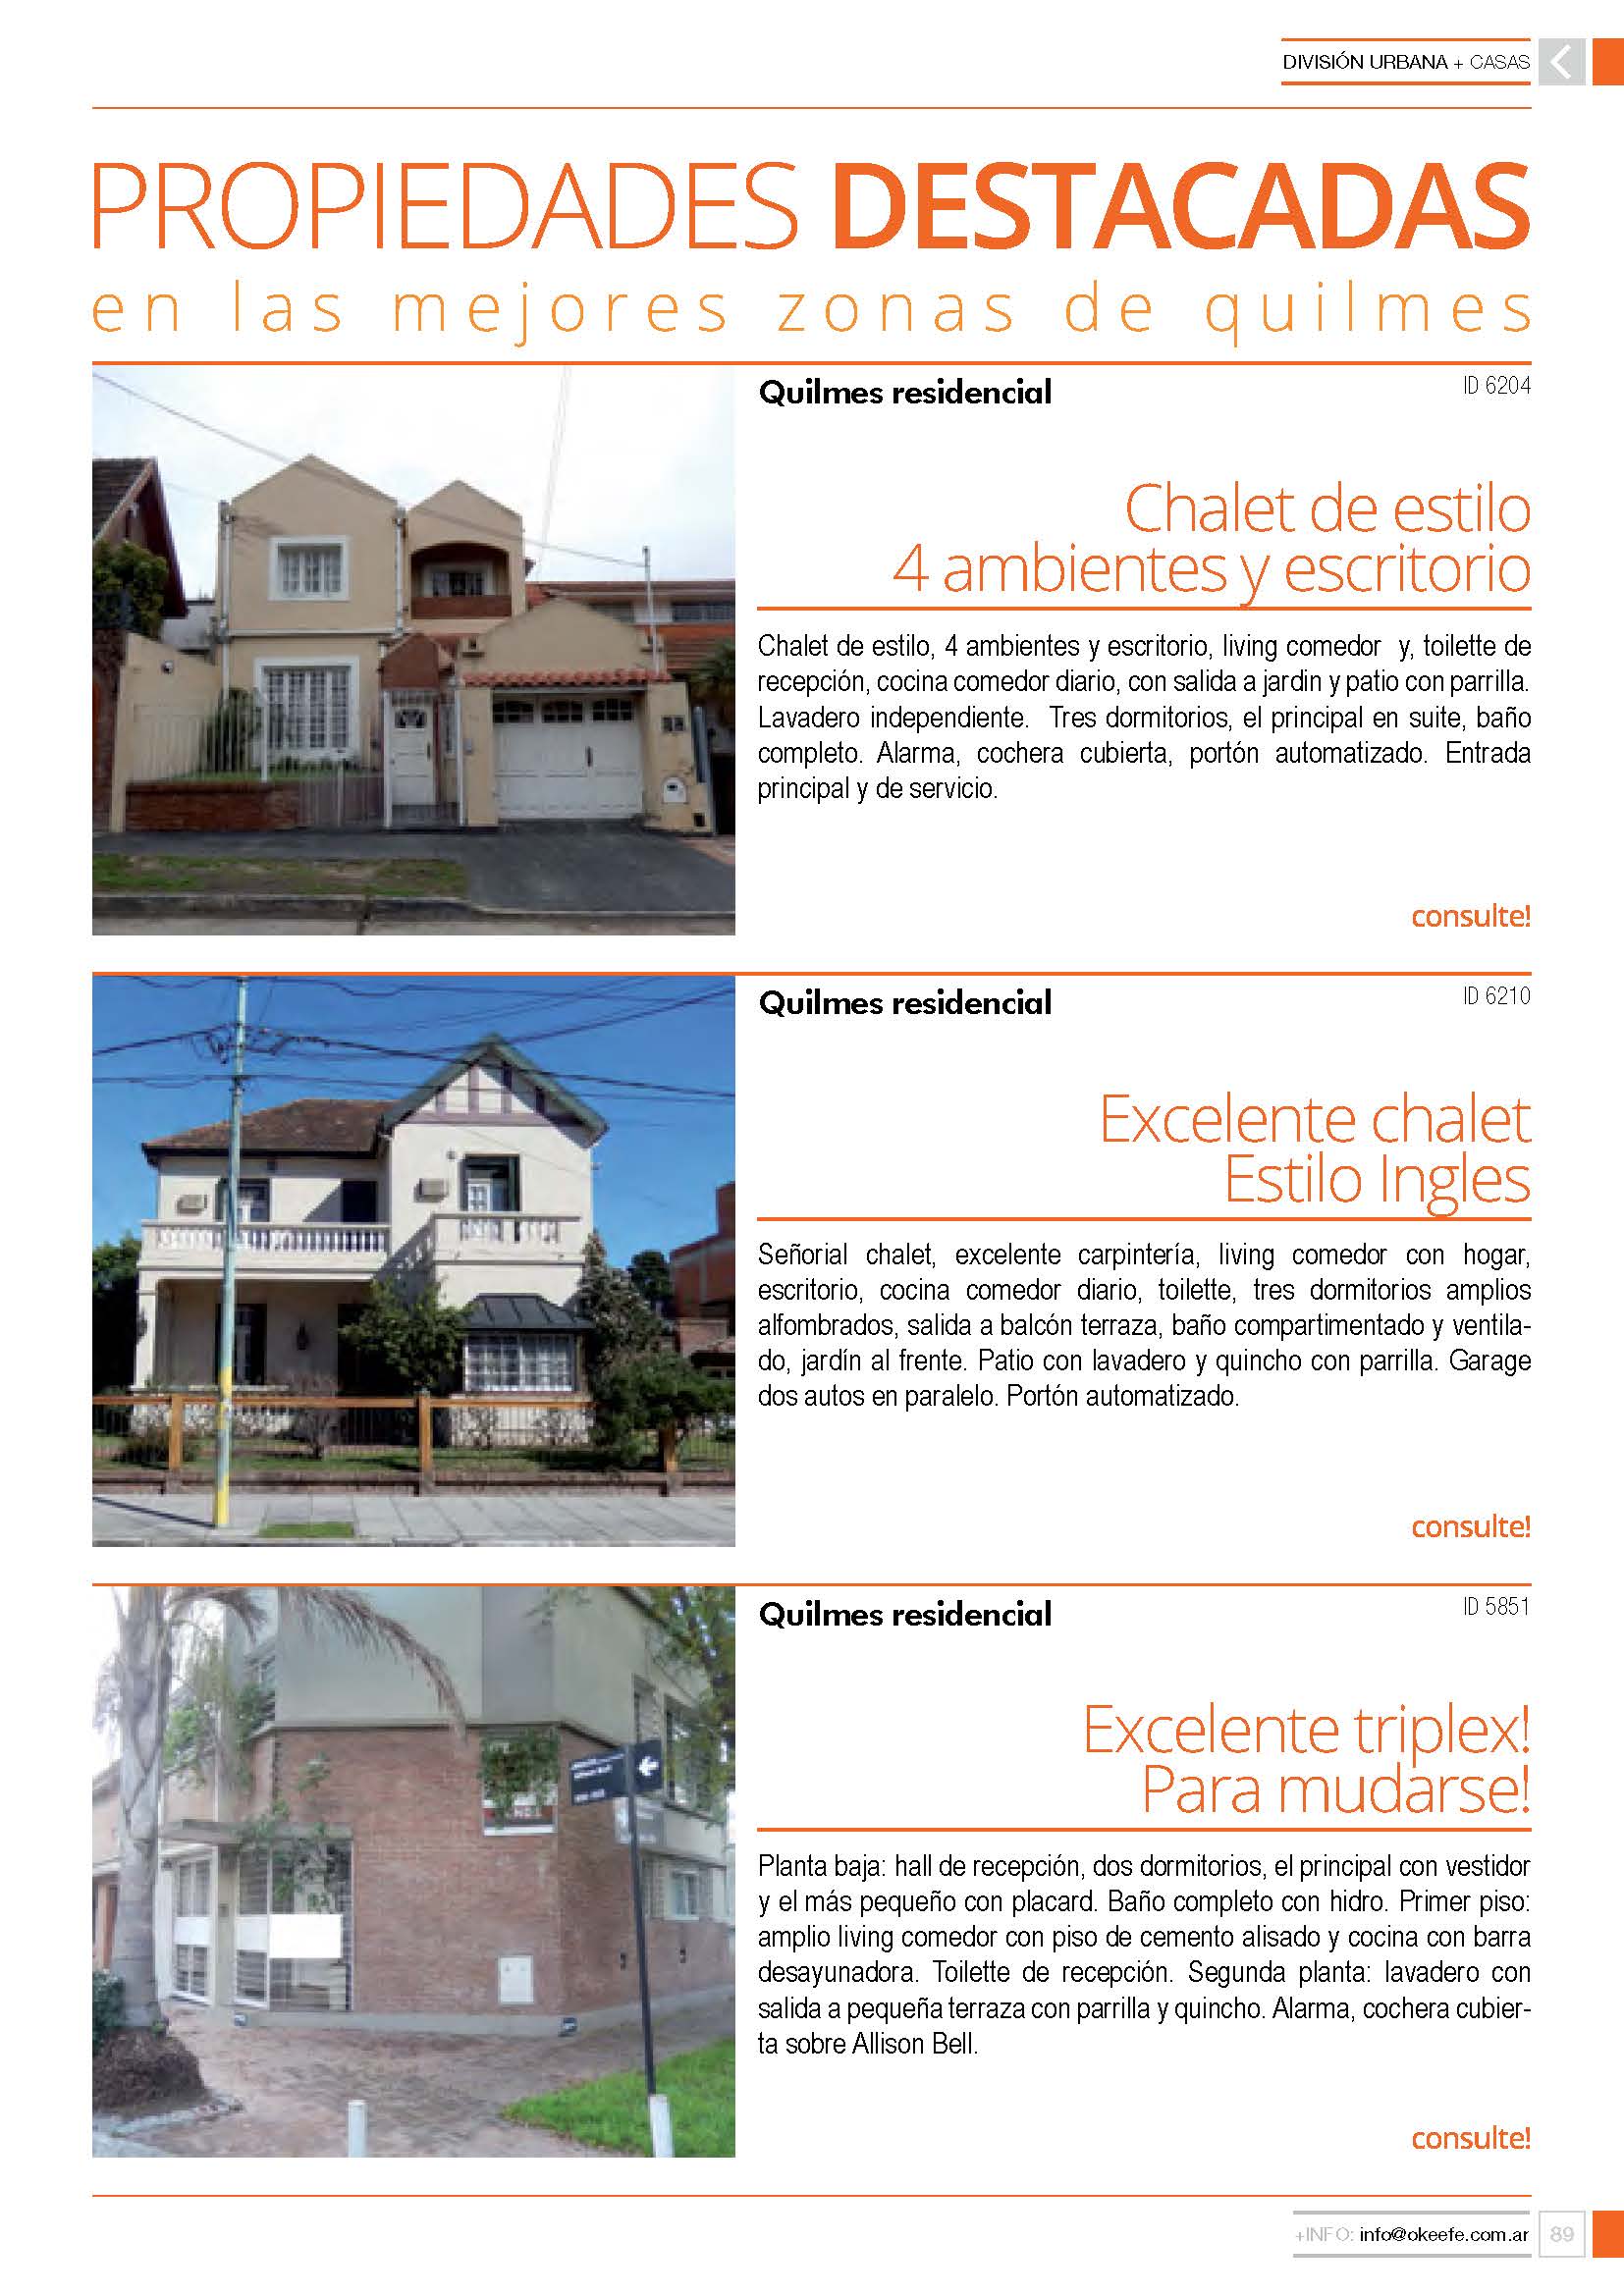 DIVISIÓN URBANA + CASAS
PROPIEDADES DESTACADAS
en las mejores zonas de quilmes
Quilmes residencial
ID 6204
Chalet de estilo
4 ambientes y escritorio
Chalet de estilo, 4 ambientes y escritorio, living comedor  y, toilette de
recepción, cocina comedor diario, con salida a jardin y patio con parrilla.
Lavadero independiente.  Tres dormitorios, el principal en suite, baño
completo. Alarma, cochera cubierta, portón automatizado. Entrada
principal y de servicio.
consulte!
Quilmes residencial
ID 6210
Excelente chalet
Estilo Ingles
Señorial chalet, excelente carpintería, living comedor con hogar,
escritorio, cocina comedor diario, toilette, tres dormitorios amplios
alfombrados, salida a balcón terraza, baño compartimentado y ventila-
do, jardín al frente. Patio con lavadero y quincho con parrilla. Garage
dos autos en paralelo. Portón automatizado.
consulte!
Quilmes residencial
ID 5851
Excelente triplex!
Para mudarse!
Planta baja: hall de recepción, dos dormitorios, el principal con vestidor
y el más pequeño con placard. Baño completo con hidro. Primer piso:
amplio living comedor con piso de cemento alisado y cocina con barra
desayunadora. Toilette de recepción. Segunda planta: lavadero con
salida a pequeña terraza con parrilla y quincho. Alarma, cochera cubier-
ta sobre Allison Bell.
consulte!
+INFO: info@okeefe.com.ar
89